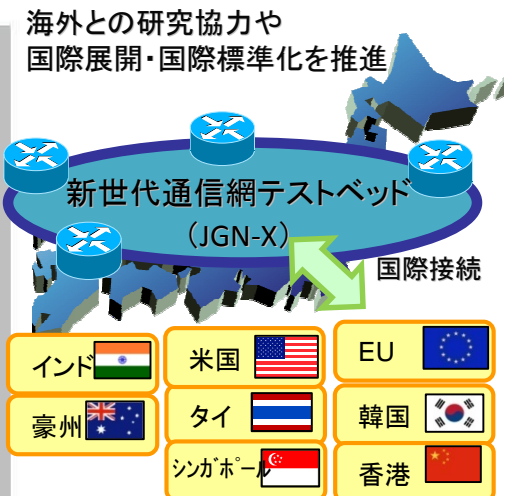 海外との研究協力や
国際展開・国際標準化を推進
新世代通信網テストベッド
(JGN-X)
国際接続
インド
米国
EU
豪州
タイ
韓国
シンガポール
香港